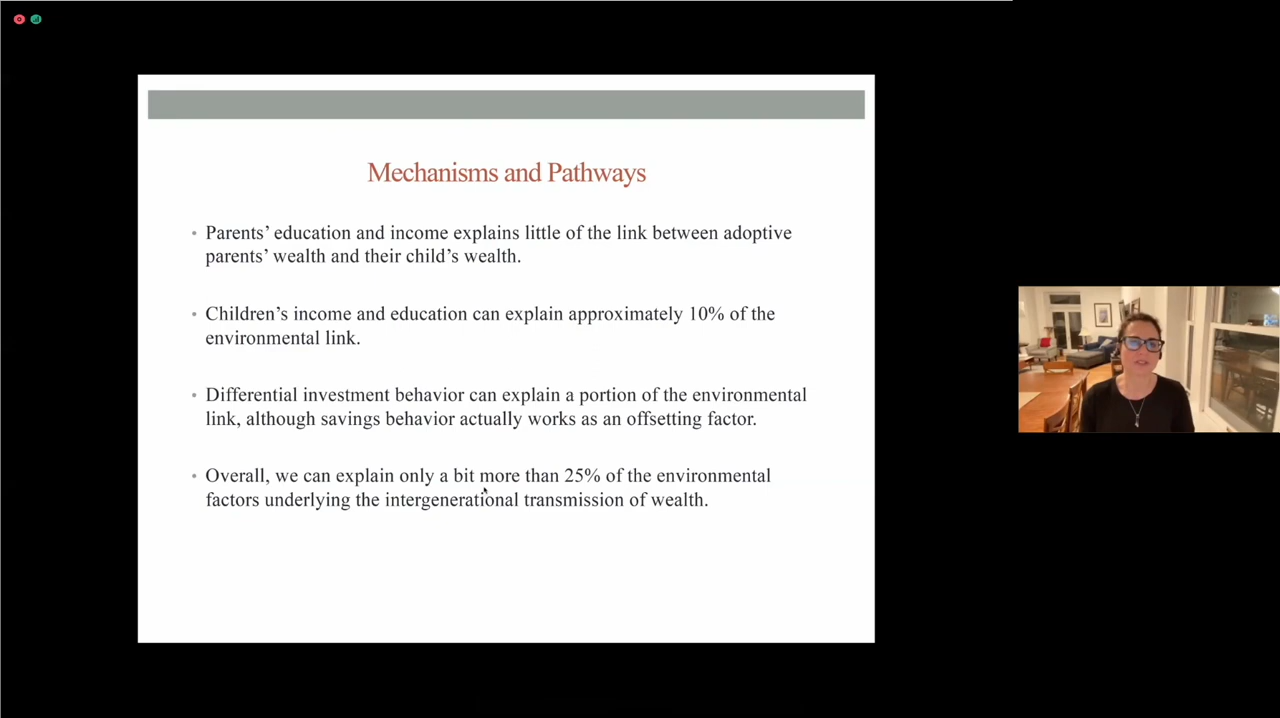 Mechanisms and Pathways
• Parents’ education and income explains little of the link between adoptive
parents’ wealth and their child’s wealth.
• Children’s income and education can explain approximately 10% of the
environmental link.
• Differential investment behavior can explain a portion of the environmental
link, although savings behavior actually works as an offsetting factor.
• Overall, we can explain only a bit more than 25% of the environmental
factors underlying the intergenerational transmission of wealth.